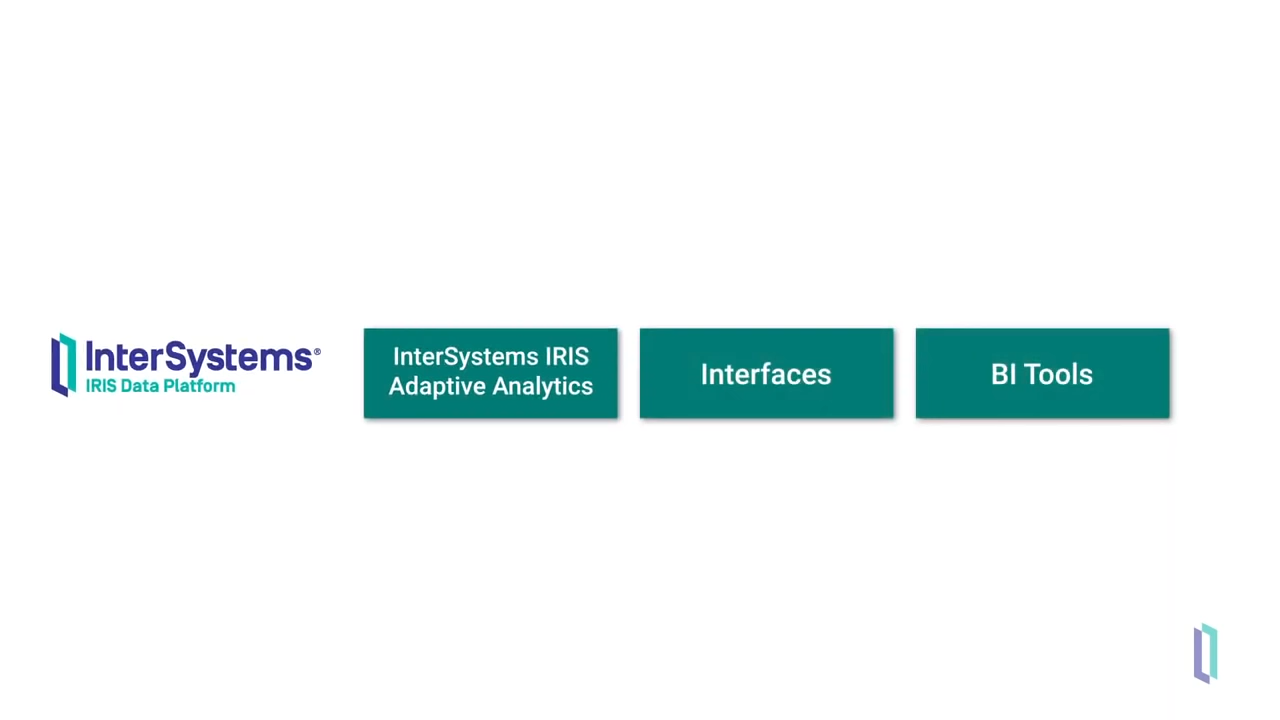 InterSystems®
IRIS Data Platform
InterSystems IRIS
Adaptive Analytics
Interfaces
BI Tools